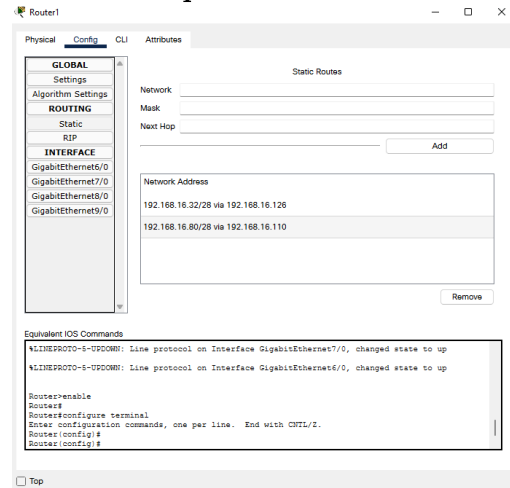 Router1
Physical Config CLI Attributes
GLOBAL
Settings
Algorithm Settings
ROUTING
Static
RIP
INTERFACE
GigabitEthernet6/0
GigabitEthernet7/0
GigabitEthernet8/0
GigabitEthernet9/0
Static Routes
Network
Mask
Next Hop
Add
Network Address
192.168.16.32/28 via 192.168.16.126
192.168.16.80/28 via 192.168.16.110
Remove
Equivalent IOS Commands
%LINEPROTO-5-UPDOWN: Line protocol on Interface GigabitEthernet7/0, changed state to up
%LINEPROTO-5-UPDOWN: Line protocol on Interface GigabitEthernet6/0, changed state to up
Router>enable
Router#
Router#configure terminal
Enter configuration commands, one per line. End with CNTL/Z.
Router(config)#
Router(config)#
Top